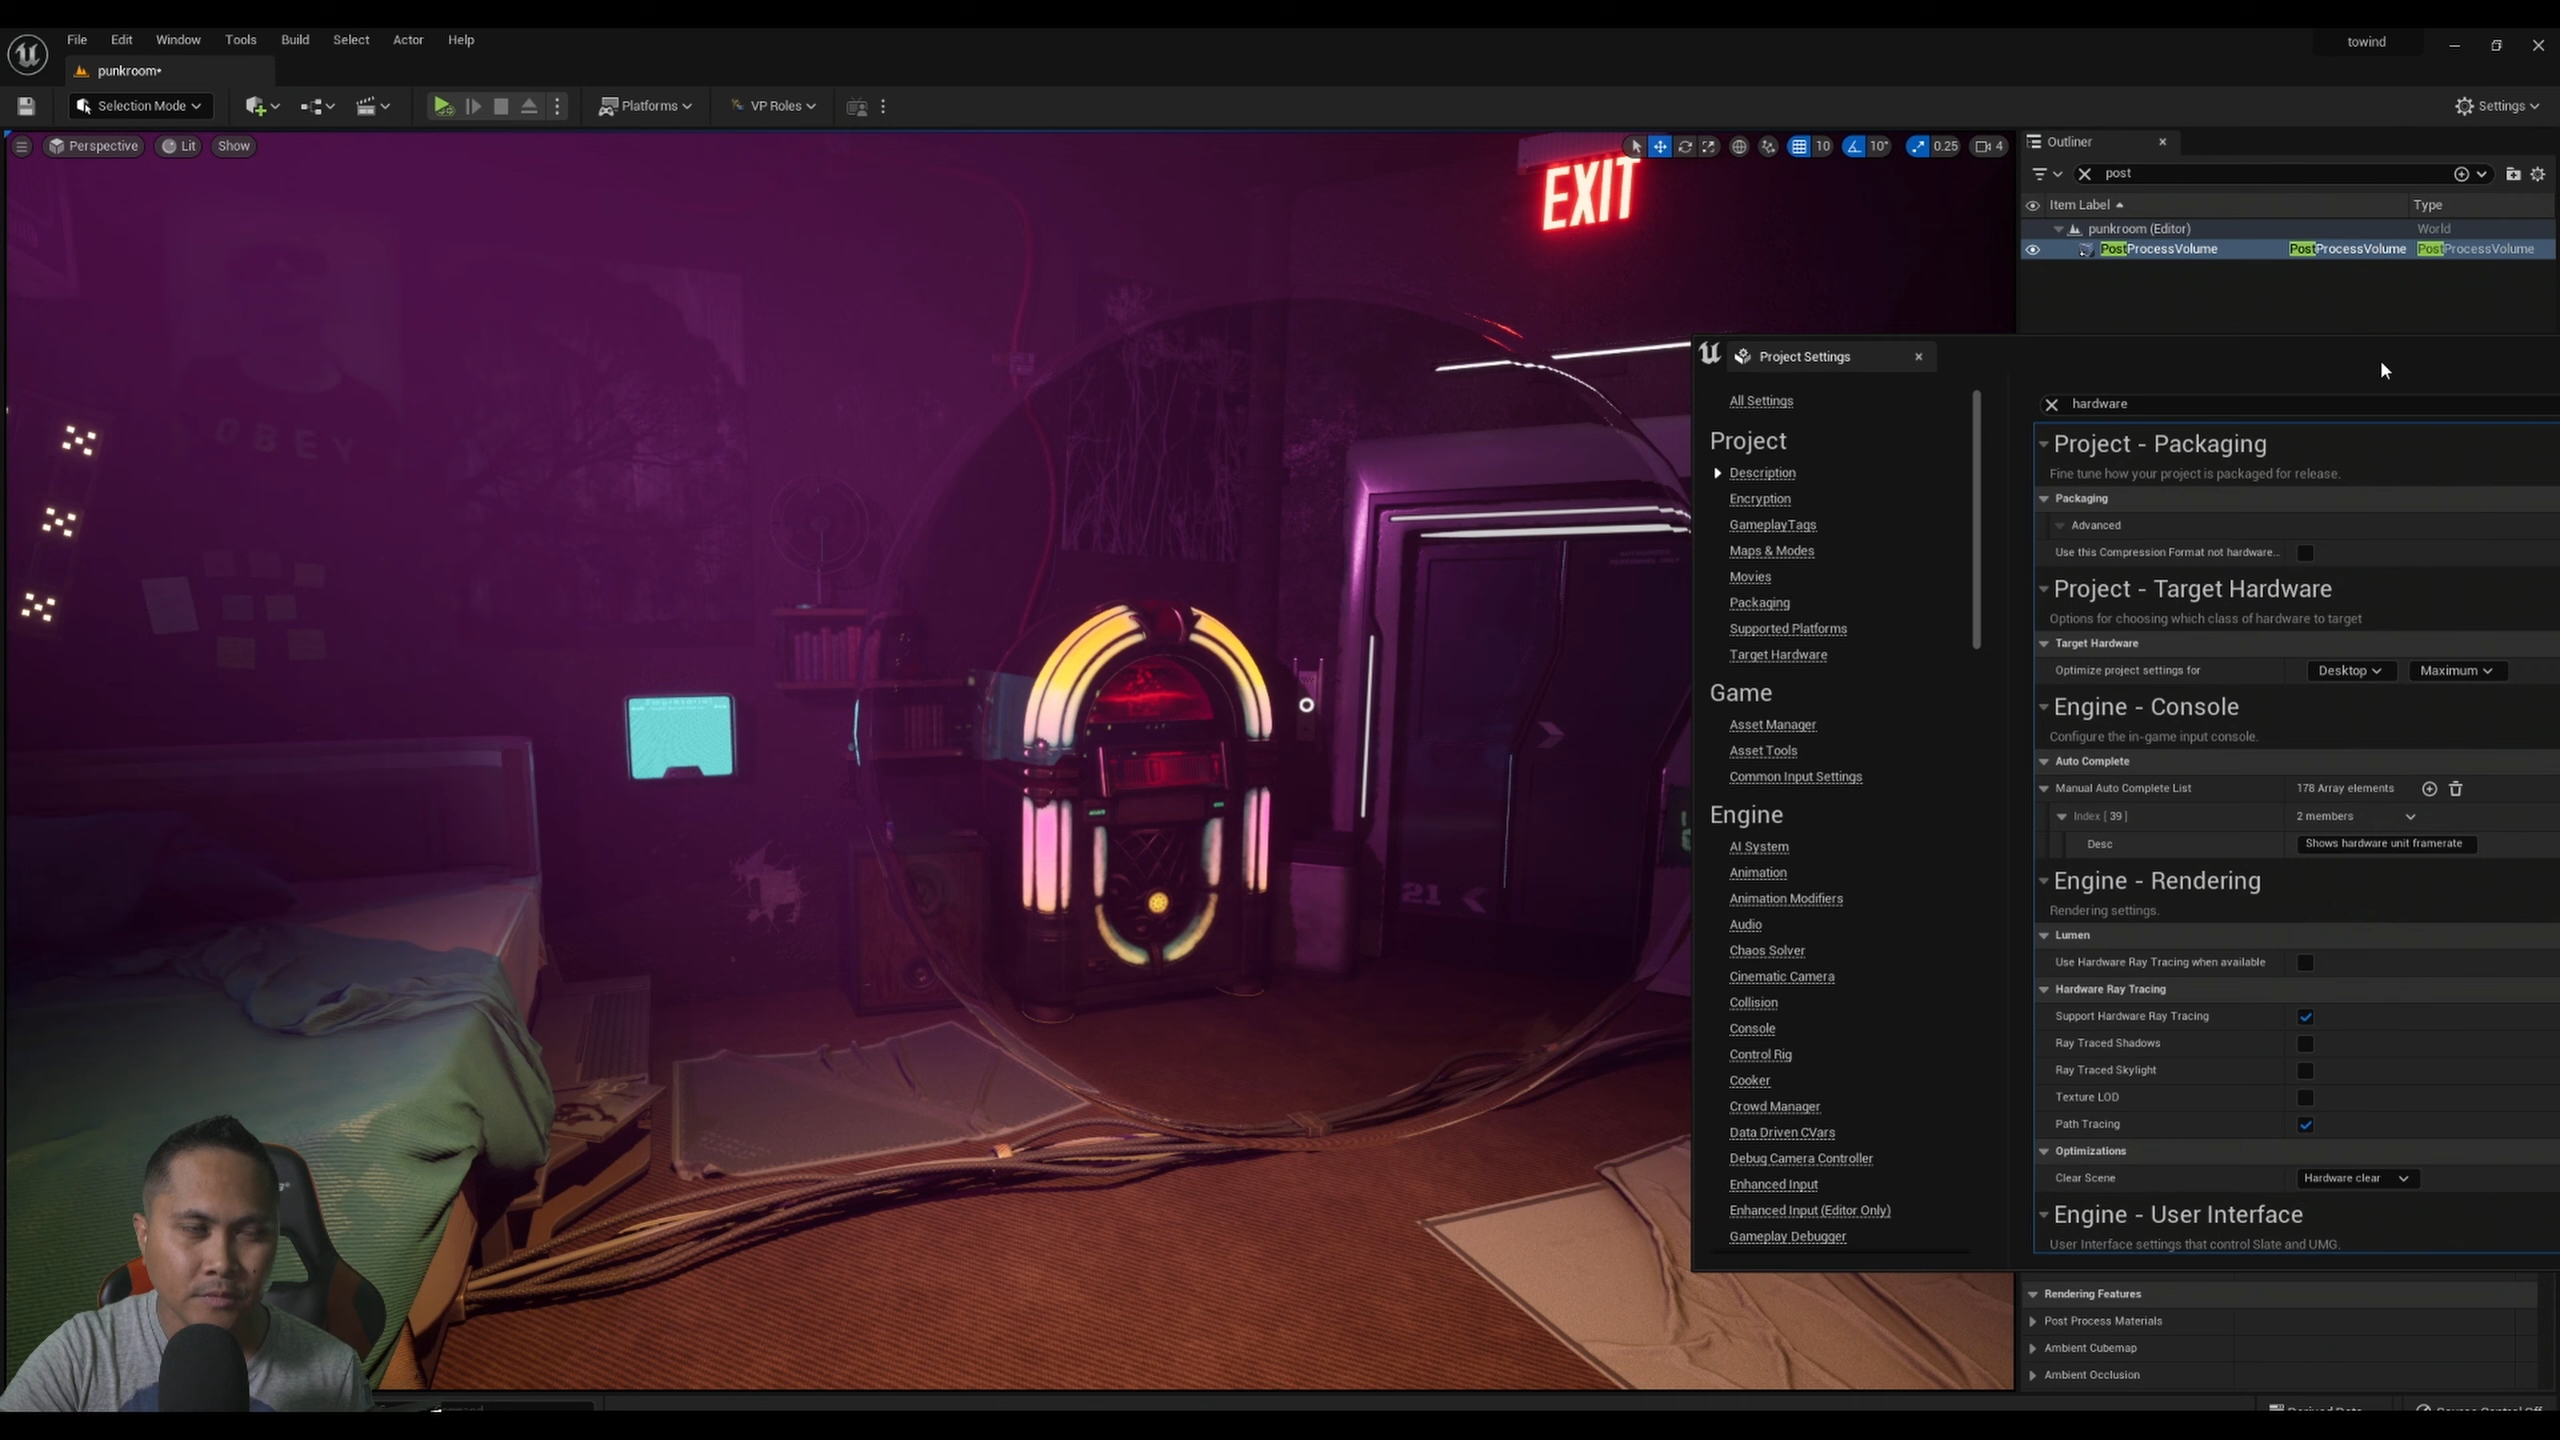 File Edit Window Tools Build Select Actor Help
towind
punkroom*
Selection Mode
Platforms
VP Roles
Settings
Perspective
Lit
Show
10
10°
0.25
4
EXIT
OBEY
21
Outliner
post
Item Label
Type
punkroom (Editor)
World
PostProcessVolume
PostProcessVolume
PostProcessVolume
Project Settings
All Settings
Project
Description
Encryption
GameplayTags
Maps & Modes
Movies
Packaging
Supported Platforms
Target Hardware
Game
Asset Manager
Asset Tools
Common Input Settings
Engine
AI System
Animation
Animation Modifiers
Audio
Chaos Solver
Cinematic Camera
Collision
Console
Control Rig
Cooker
Crowd Manager
Data Driven CVars
Debug Camera Controller
Enhanced Input
Enhanced Input (Editor Only)
Gameplay Debugger
hardware
Project - Packaging
Fine tune how your project is packaged for release.
Packaging
Advanced
Use this Compression Format not hardware...
Project - Target Hardware
Options for choosing which class of hardware to target
Target Hardware
Optimize project settings for
Desktop
Maximum
Engine - Console
Configure the in-game input console.
Auto Complete
Manual Auto Complete List
178 Array elements
Index [ 39 ]
2 members
Desc
Shows hardware unit framerate
Engine - Rendering
Rendering settings.
Lumen
Use Hardware Ray Tracing when available
Hardware Ray Tracing
Support Hardware Ray Tracing
Ray Traced Shadows
Ray Traced Skylight
Texture LOD
Path Tracing
Optimizations
Clear Scene
Hardware clear
Engine - User Interface
User Interface settings that control Slate and UMG.
Rendering Features
Post Process Materials
Ambient Cubemap
Ambient Occlusion